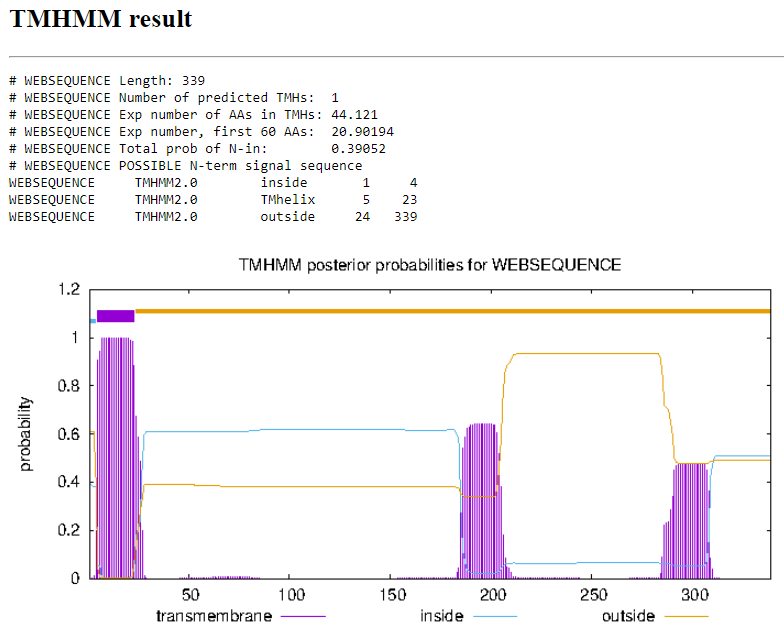 TMHMM result
# WEBSEQUENCE Length: 339
# WEBSEQUENCE Number of predicted TMHs:  1
# WEBSEQUENCE Exp number of AAs in TMHs: 44.121
# WEBSEQUENCE Exp number, first 60 AAs:  20.90194
# WEBSEQUENCE Total prob of N-in:        0.39052
# WEBSEQUENCE POSSIBLE N-term signal sequence
WEBSEQUENCE     TMHMM2.0        inside       1     4
WEBSEQUENCE     TMHMM2.0        TMhelix      5    23
WEBSEQUENCE     TMHMM2.0        outside     24   339
TMHMM posterior probabilities for WEBSEQUENCE
1.2
1
0.8
0.6
0.4
0.2
0
probability
50 100 150 200 250 300
transmembrane inside outside